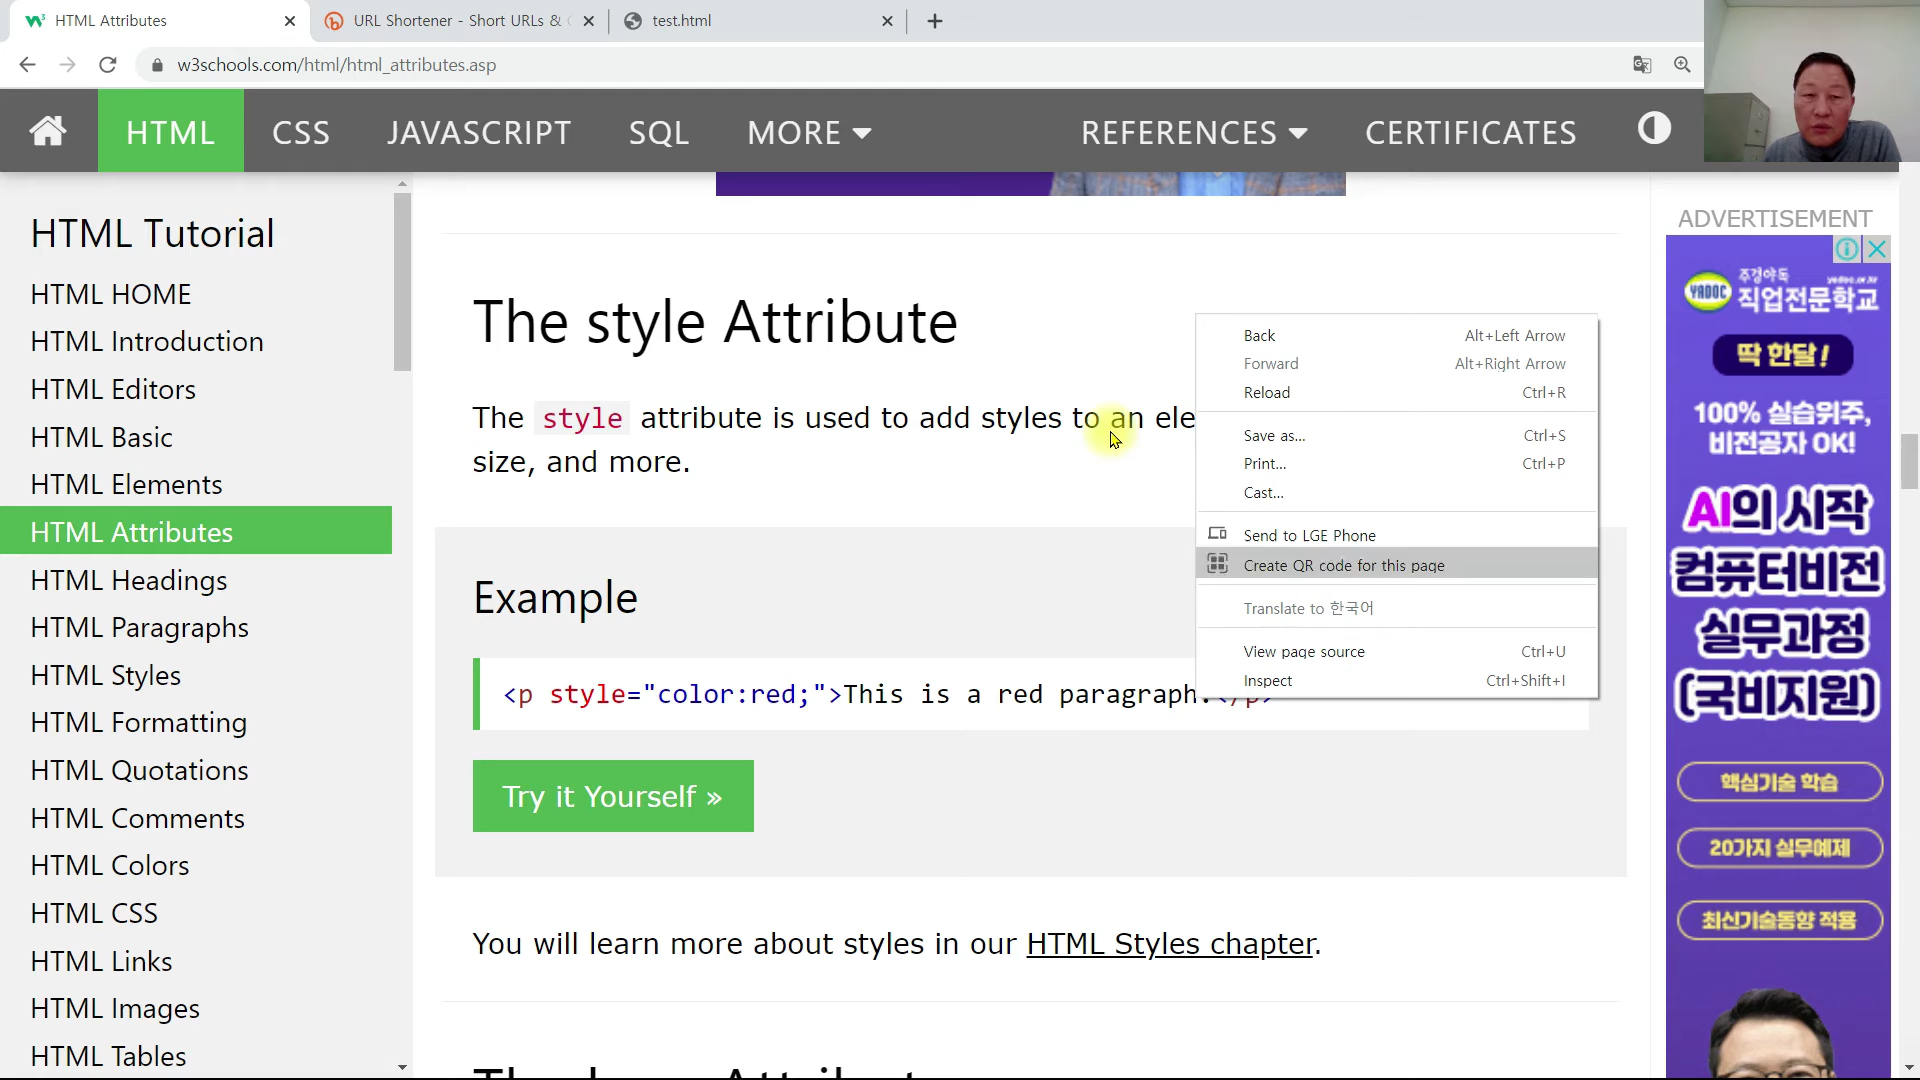 HTML Attributes
URL Shortener - Short URLs &
test.html
w3schools.com/html/html_attributes.asp
HTML
CSS
JAVASCRIPT
SQL
MORE
REFERENCES
CERTIFICATES
HTML Tutorial
HTML HOME
HTML Introduction
HTML Editors
HTML Basic
HTML Elements
HTML Attributes
HTML Headings
HTML Paragraphs
HTML Styles
HTML Formatting
HTML Quotations
HTML Comments
HTML Colors
HTML CSS
HTML Links
HTML Images
HTML Tables
The style Attribute
The style attribute is used to add styles to an ele
size, and more.
Example
<p style="color:red;">This is a red paragraph.</p>
Try it Yourself »
You will learn more about styles in our HTML Styles chapter.
Back Alt+Left Arrow
Forward Alt+Right Arrow
Reload Ctrl+R
Save as... Ctrl+S
Print... Ctrl+P
Cast...
Send to LGE Phone
Create QR code for this page
Translate to 한국어
View page source Ctrl+U
Inspect Ctrl+Shift+I
ADVERTISEMENT
YADOC
주경야독
yadoc.or.kr
직업전문학교
딱 한달!
100% 실습위주,
비전공자 OK!
AI의 시작
컴퓨터비전
실무과정
(국비지원)
핵심기술 학습
20가지 실무예제
최신기술동향 적용